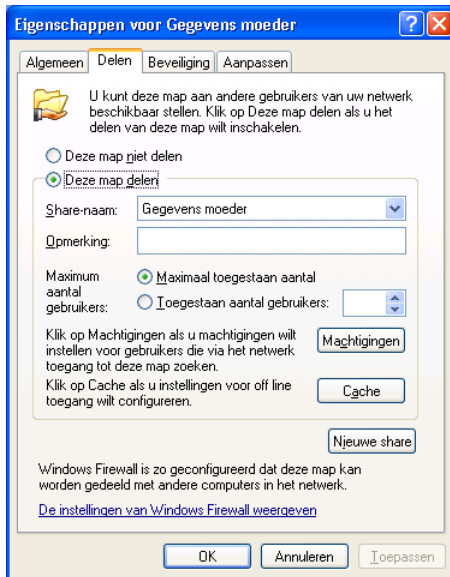 Eigenschappen voor Gegevens moeder
Algemeen
Delen
Beveiliging
Aanpassen
U kunt deze map aan andere gebruikers van uw netwerk
beschikbaar stellen. Klik op Deze map delen als u het
delen van deze map wilt inschakelen.
Deze map niet delen
Deze map delen
Share-naam:
Gegevens moeder
Opmerking:
Maximum
aantal
gebruikers:
Maximaal toegestaan aantal
Toegestaan aantal gebruikers:
Klik op Machtigingen als u machtigingen wilt
instellen voor gebruikers die via het netwerk
toegang tot deze map zoeken.
Machtigingen
Klik op Cache als u instellingen voor off line
toegang wilt configureren.
Cache
Nieuwe share
Windows Firewall is zo geconfigureerd dat deze map kan
worden gedeeld met andere computers in het netwerk.
De instellingen van Windows Firewall weergeven
OK
Annuleren
Toepassen